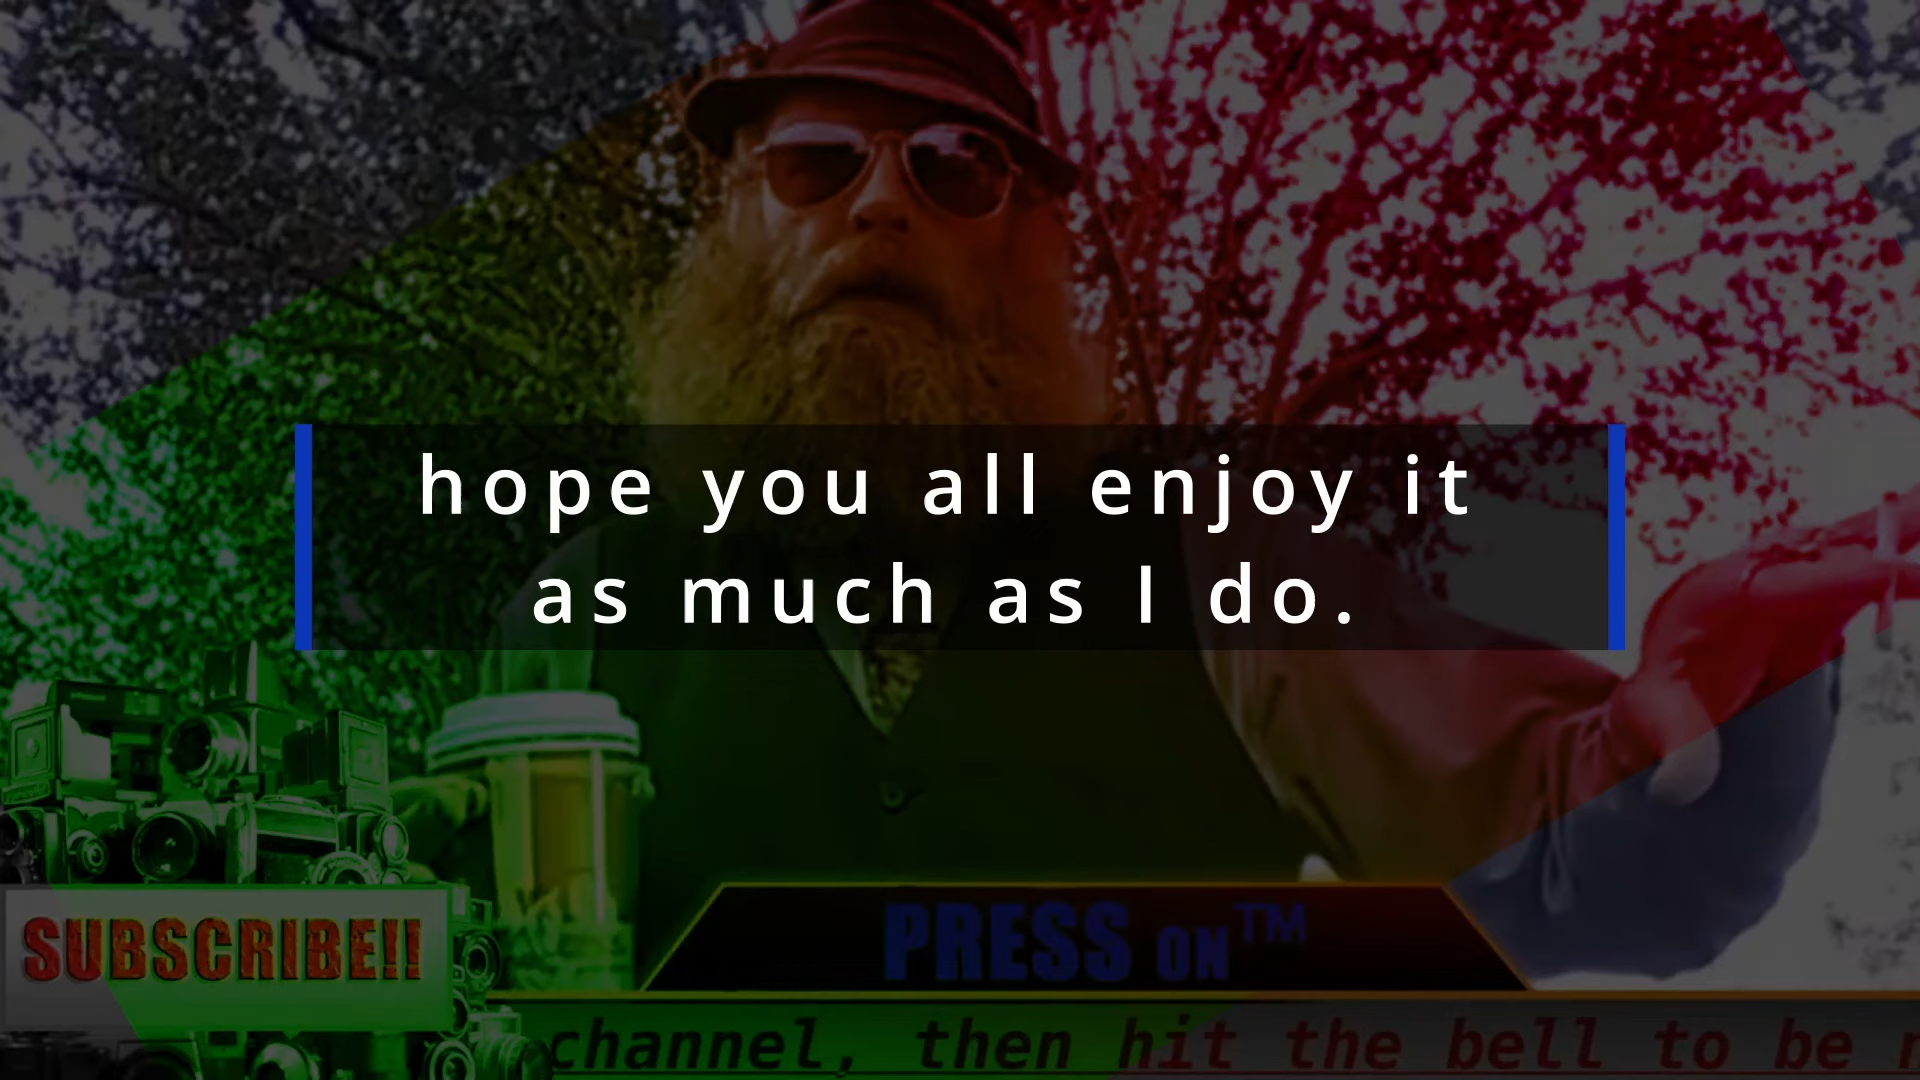 hope you all enjoy it
as much as I do.
SUBSCRIBE!!
PRESS ON™
channel, then hit the bell to be